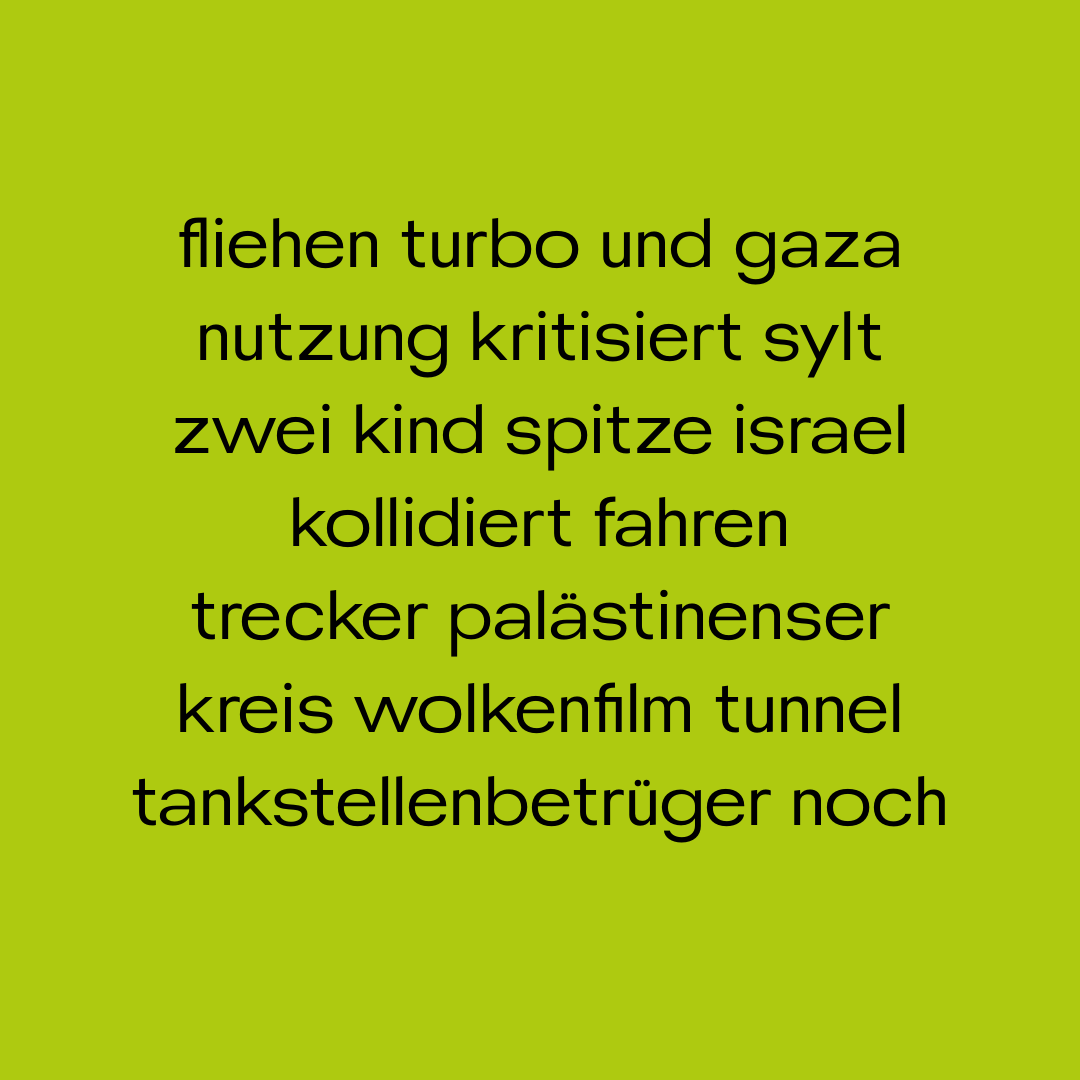 fliehen turbo und gaza
nutzung kritisiert sylt
zwei kind spitze israel
kollidiert fahren
trecker palästinenser
kreis wolkenfilm tunnel
tankstellenbetrüger noch